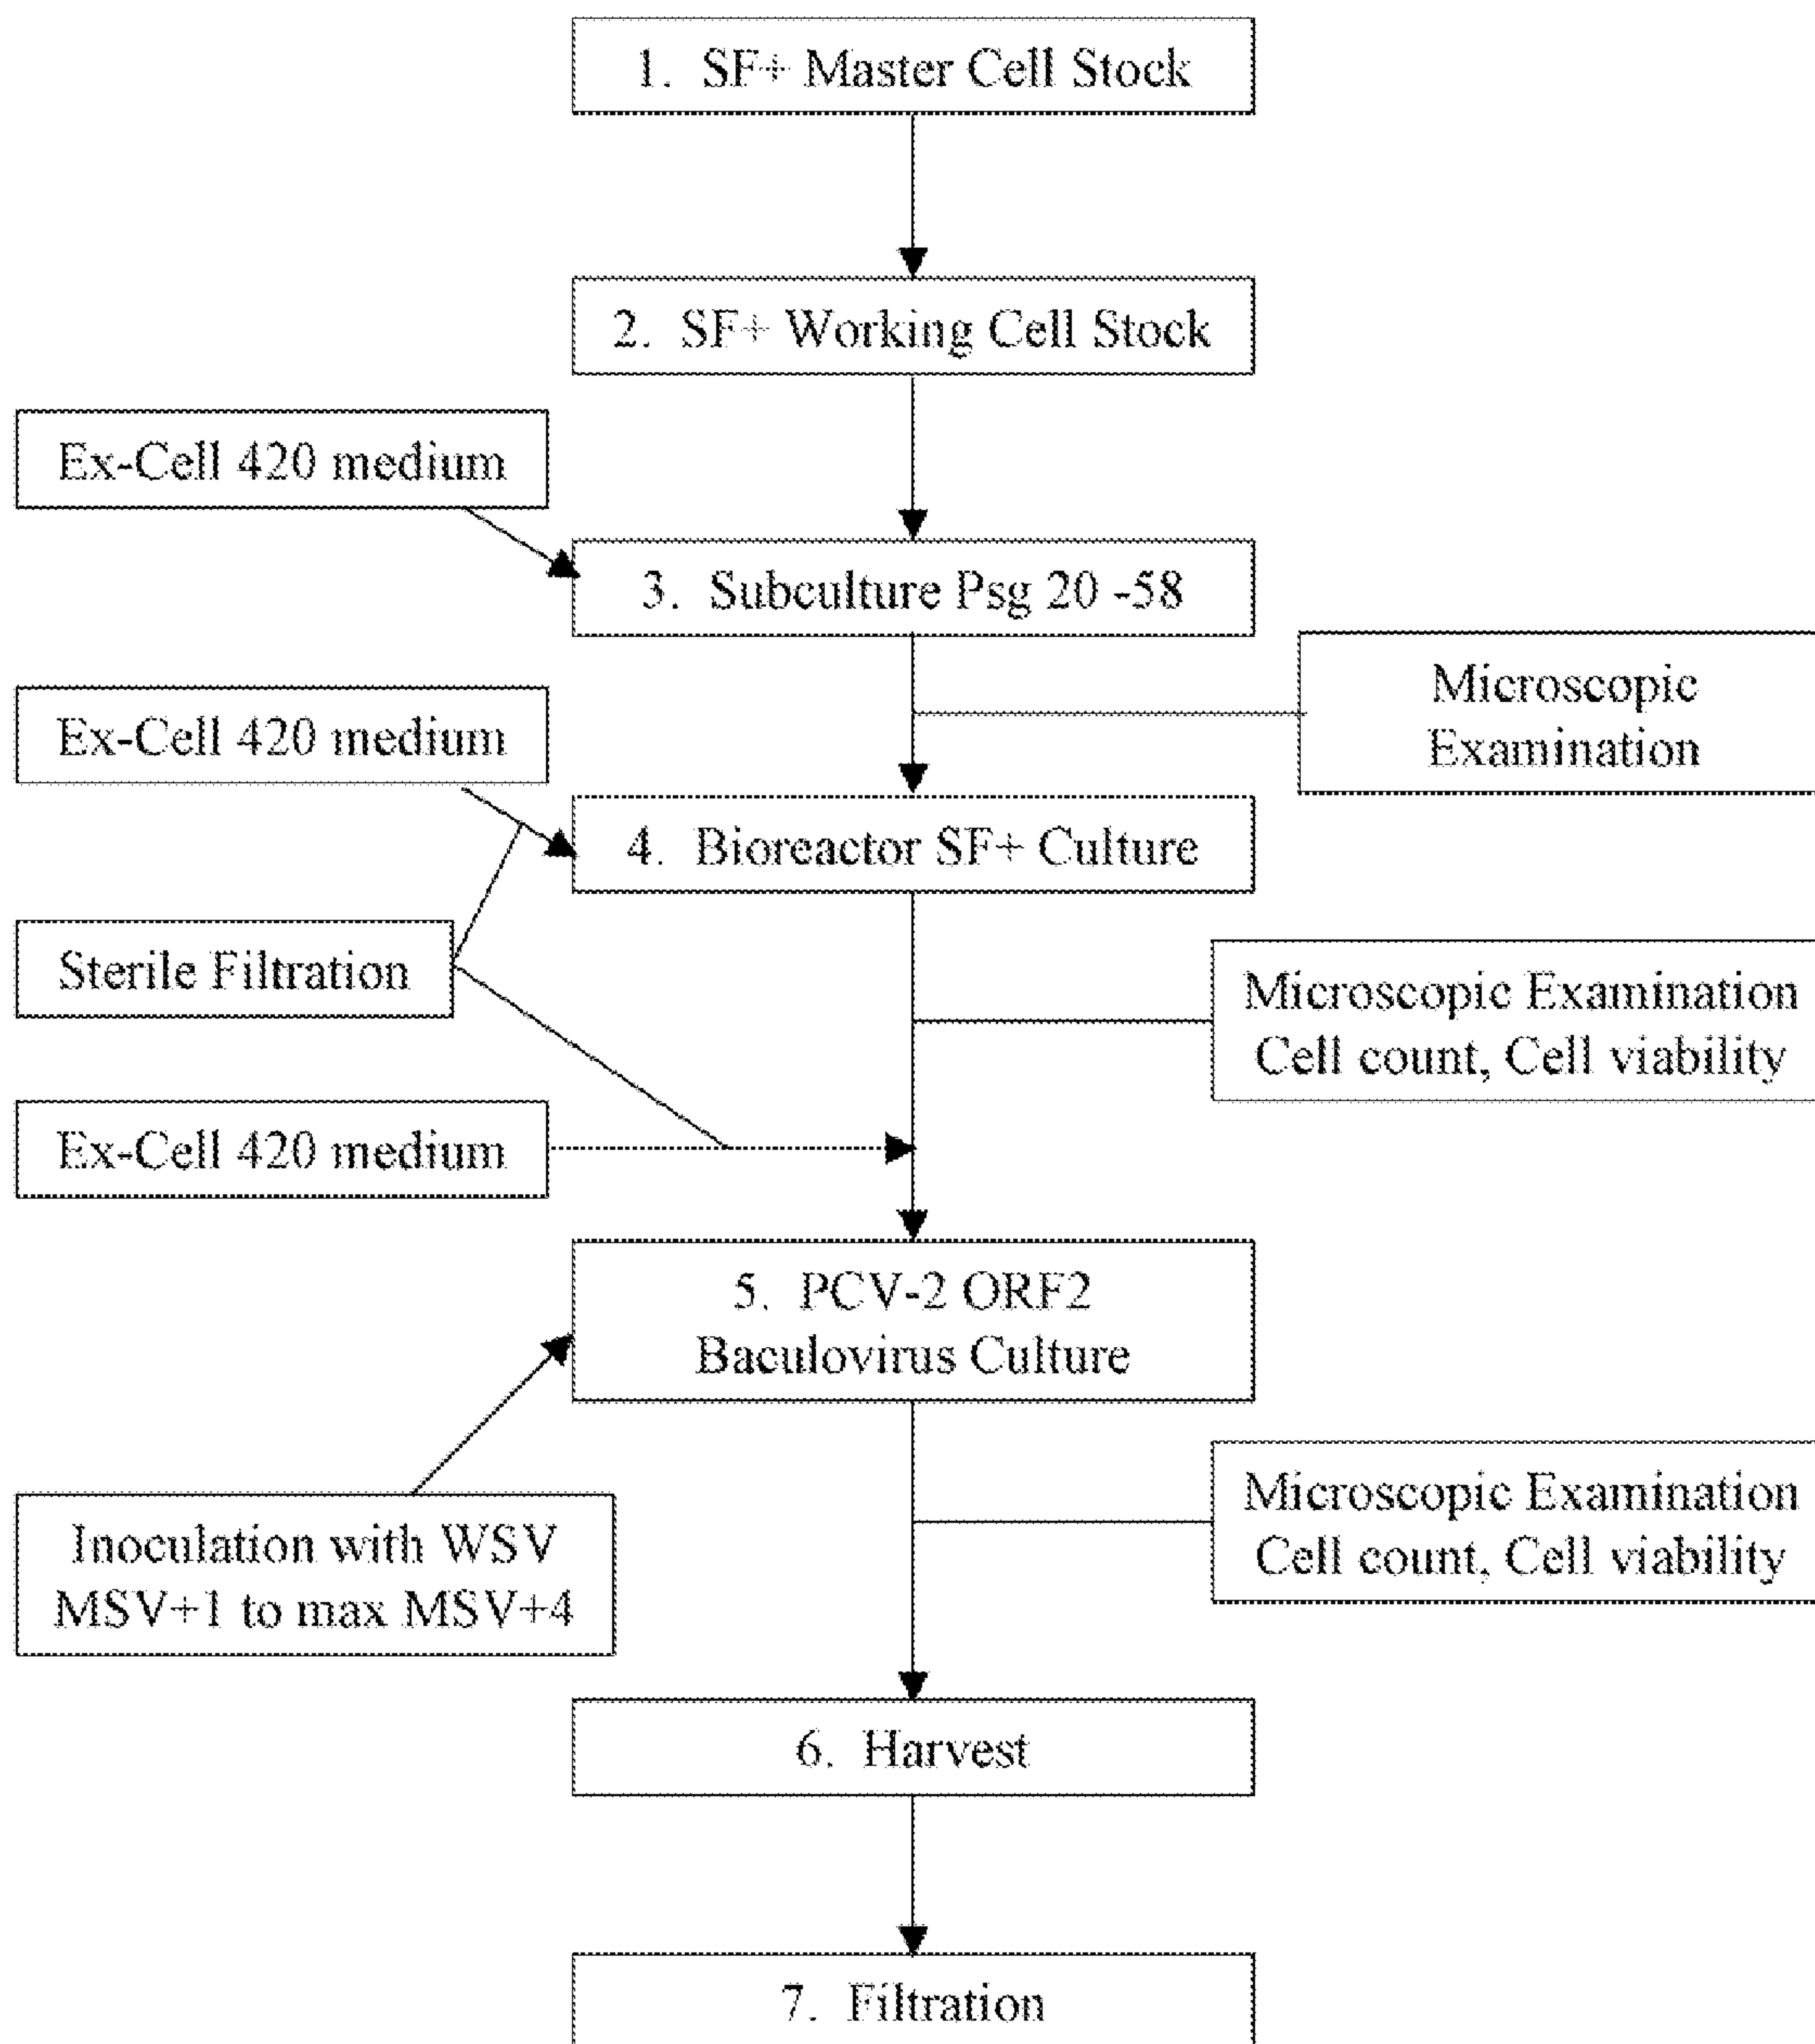 1. SF+ Master Cell Stock
2. SF+ Working Cell Stock
Ex-Cell 420 medium
3. Subculture Psg 20 -58
Microscopic
Examination
Ex-Cell 420 medium
4. Bioreactor SF+ Culture
Sterile Filtration
Microscopic Examination
Cell count, Cell viability
Ex-Cell 420 medium
5. PCV-2 ORF2
Baculovirus Culture
Inoculation with WSV
MSV+1 to max MSV+4
Microscopic Examination
Cell count, Cell viability
6. Harvest
7. Filtration